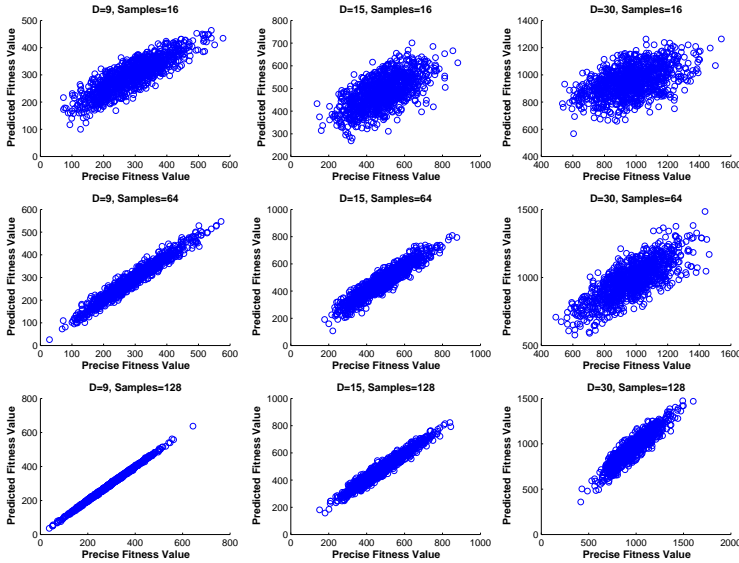 D=9, Samples=16
500
400
300
200
100
0
0 100 200 300 400 500 600
Predicted Fitness Value
Precise Fitness Value
D=15, Samples=16
800
700
600
500
400
300
200
0 200 400 600 800 1000
Predicted Fitness Value
Precise Fitness Value
D=30, Samples=16
1400
1200
1000
800
600
400
400 600 800 1000 1200 1400 1600
Predicted Fitness Value
Precise Fitness Value
D=9, Samples=64
600
500
400
300
200
100
0
0 100 200 300 400 500 600
Predicted Fitness Value
Precise Fitness Value
D=15, Samples=64
1000
800
600
400
200
0
0 200 400 600 800 1000
Predicted Fitness Value
Precise Fitness Value
D=30, Samples=64
1500
1000
500
400 600 800 1000 1200 1400 1600
Predicted Fitness Value
Precise Fitness Value
D=9, Samples=128
800
600
400
200
0
0 200 400 600 800
Predicted Fitness Value
Precise Fitness Value
D=15, Samples=128
1000
800
600
400
200
0
0 200 400 600 800 1000
Predicted Fitness Value
Precise Fitness Value
D=30, Samples=128
1500
1000
500
0
0 500 1000 1500 2000
Predicted Fitness Value
Precise Fitness Value